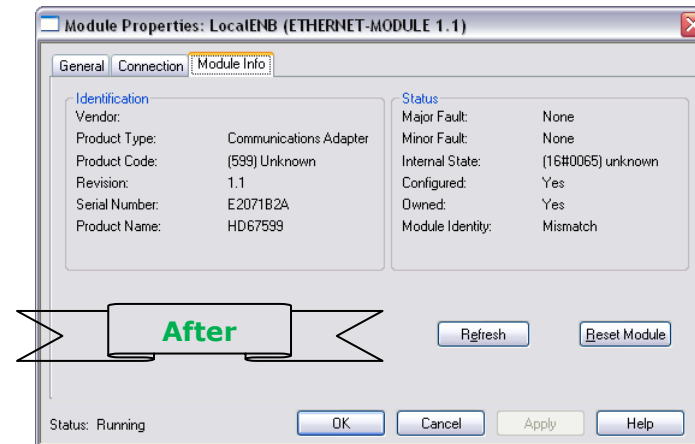 Module Properties: LocalENB (ETHERNET-MODULE 1.1)
General Connection Module Info
Identification
Vendor:
Product Type: Communications Adapter
Product Code: (599) Unknown
Revision: 1.1
Serial Number: E2071B2A
Product Name: HD67599
Status
Major Fault: None
Minor Fault: None
Internal State: (16#0065) unknown
Configured: Yes
Owned: Yes
Module Identity: Mismatch
After
Refresh Reset Module
Status: Running OK Cancel Apply Help